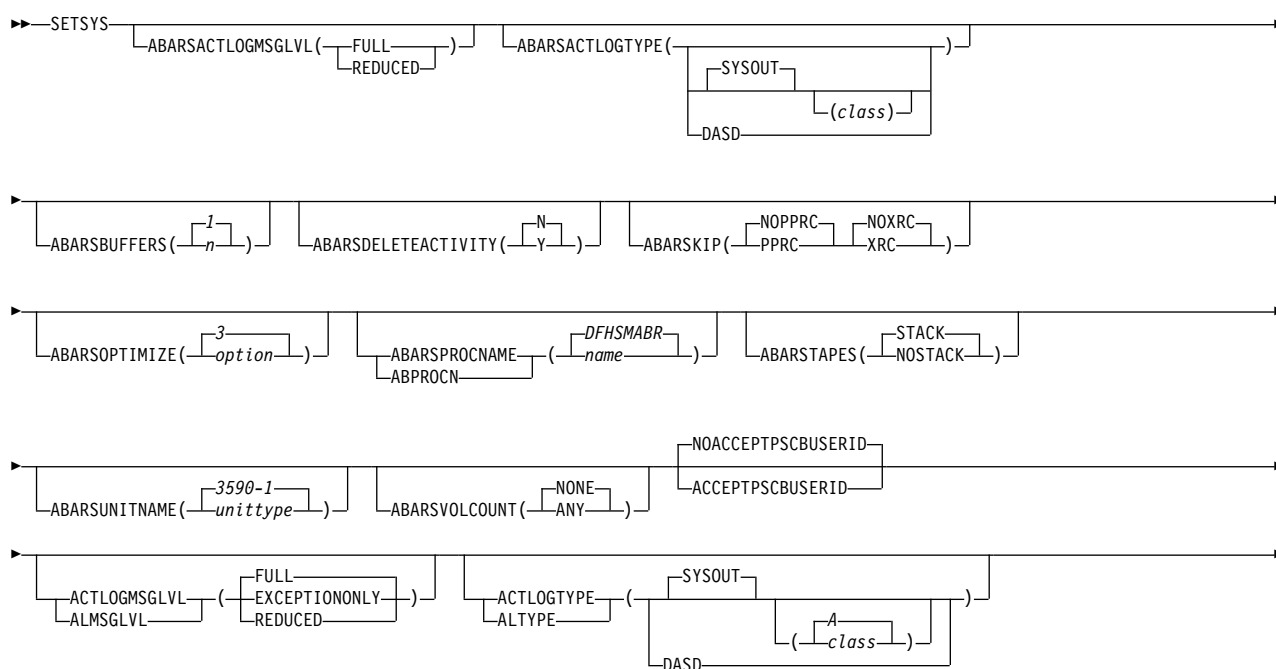 SETSYS
ABARSACTLOGMSGLVL( FULL )
REDUCED
ABARSACTLOGTYPE( )
SYSOUT
(class)
DASD
ABARSBUFFERS( 1 )
n
ABARSDELETEACTIVITY( N )
Y
ABARSKIP( NOPPRC NOXRC )
PPRC XRC
ABARSOPTIMIZE( 3 )
option
ABARSPROCNAME ( DFHSMABR )
ABPROCN name
ABARSTAPES( STACK )
NOSTACK
ABARSUNITNAME( 3590-1 )
unittype
ABARSVOLCOUNT( NONE )
ANY
NOACCEPTPSCBUSERID
ACCEPTPSCBUSERID
ACTLOGMSGLVL ( FULL )
ALMSGLVL EXCEPTIONONLY
REDUCED
ACTLOGTYPE ( SYSOUT )
ALTYPE
( A )
class
DASD